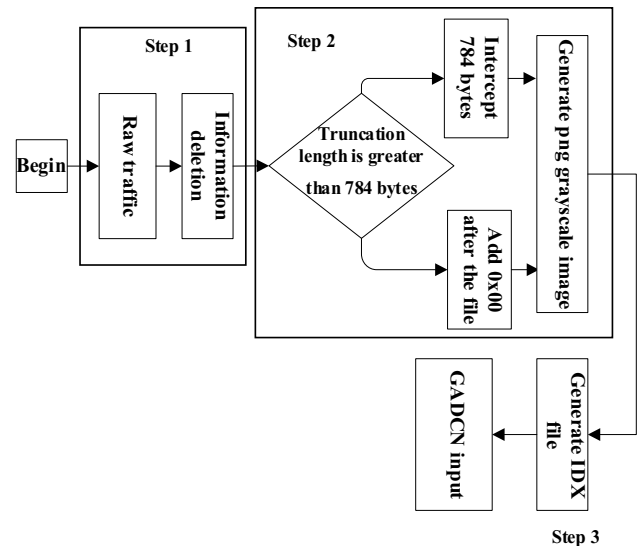 Step 1
Step 2
Begin
Raw traffic
Information
deletion
Truncation
length is greater
than 784 bytes
Intercept
784 bytes
Add 0x00
after the file
Generate png grayscale image
Generate IDX
file
GADCN input
Step 3